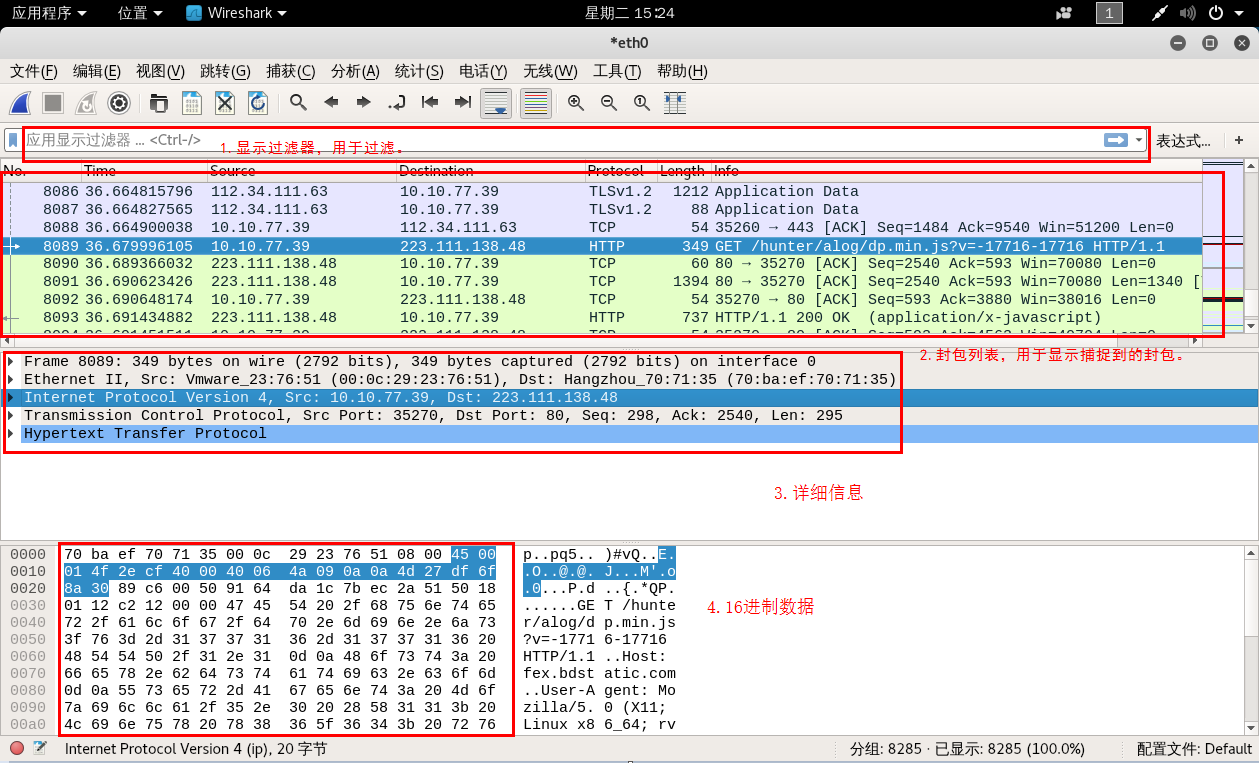 应用程序 位置 Wireshark 星期二 15:24 1
*eth0
文件(F) 编辑(E) 视图(V) 跳转(G) 捕获(C) 分析(A) 统计(S) 电话(Y) 无线(W) 工具(T) 帮助(H)
应用显示过滤器 ... <Ctrl-/> 表达式... +
1. 显示过滤器，用于过滤。
No. Time Source Destination Protocol Length Info
8086 36.664815796 112.34.111.63 10.10.77.39 TLSv1.2 1212 Application Data
8087 36.664827565 112.34.111.63 10.10.77.39 TLSv1.2 88 Application Data
8088 36.664900038 10.10.77.39 112.34.111.63 TCP 54 35260 → 443 [ACK] Seq=1484 Ack=9540 Win=51200 Len=0
8089 36.679996105 10.10.77.39 223.111.138.48 HTTP 349 GET /hunter/alog/dp.min.js?v=-17716-17716 HTTP/1.1
8090 36.689366032 223.111.138.48 10.10.77.39 TCP 60 80 → 35270 [ACK] Seq=2540 Ack=593 Win=70080 Len=0
8091 36.690623426 223.111.138.48 10.10.77.39 TCP 1394 80 → 35270 [ACK] Seq=2540 Ack=593 Win=70080 Len=1340 [
8092 36.690648174 10.10.77.39 223.111.138.48 TCP 54 35270 → 80 [ACK] Seq=593 Ack=3880 Win=38016 Len=0
8093 36.691434882 223.111.138.48 10.10.77.39 HTTP 737 HTTP/1.1 200 OK (application/x-javascript)
2. 封包列表，用于显示捕捉到的封包。
Frame 8089: 349 bytes on wire (2792 bits), 349 bytes captured (2792 bits) on interface 0
Ethernet II, Src: Vmware_23:76:51 (00:0c:29:23:76:51), Dst: Hangzhou_70:71:35 (70:ba:ef:70:71:35)
Internet Protocol Version 4, Src: 10.10.77.39, Dst: 223.111.138.48
Transmission Control Protocol, Src Port: 35270, Dst Port: 80, Seq: 298, Ack: 2540, Len: 295
Hypertext Transfer Protocol
3. 详细信息
0000 70 ba ef 70 71 35 00 0c 29 23 76 51 08 00 45 00 p..pq5.. )#vQ..E.
0010 01 4f 2e cf 40 00 40 06 4a 09 0a 0a 4d 27 df 6f .O..@.@. J...M'.o
0020 8a 30 89 c6 00 50 91 64 da 1c 7b ec 2a 51 50 18 .0...P.d ..{.*QP.
0030 01 12 c2 12 00 00 47 45 54 20 2f 68 75 6e 74 65 ......GE T /hunte
0040 72 2f 61 6c 6f 67 2f 64 70 2e 6d 69 6e 2e 6a 73 r/alog/d p.min.js
0050 3f 76 3d 2d 31 37 37 31 36 2d 31 37 37 31 36 20 ?v=-1771 6-17716
0060 48 54 54 50 2f 31 2e 31 0d 0a 48 6f 73 74 3a 20 HTTP/1.1 ..Host:
0070 66 65 78 2e 62 64 73 74 61 74 69 63 2e 63 6f 6d fex.bdst atic.com
0080 0d 0a 55 73 65 72 2d 41 67 65 6e 74 3a 20 4d 6f ..User-A gent: Mo
0090 7a 69 6c 6c 61 2f 35 2e 30 20 28 58 31 31 3b 20 zilla/5. 0 (X11;
00a0 4c 69 6e 75 78 20 78 38 36 5f 36 34 3b 20 72 76 Linux x8 6_64; rv
4. 16进制数据
Internet Protocol Version 4 (ip), 20 字节 分组: 8285 · 已显示: 8285 (100.0%) 配置文件: Default